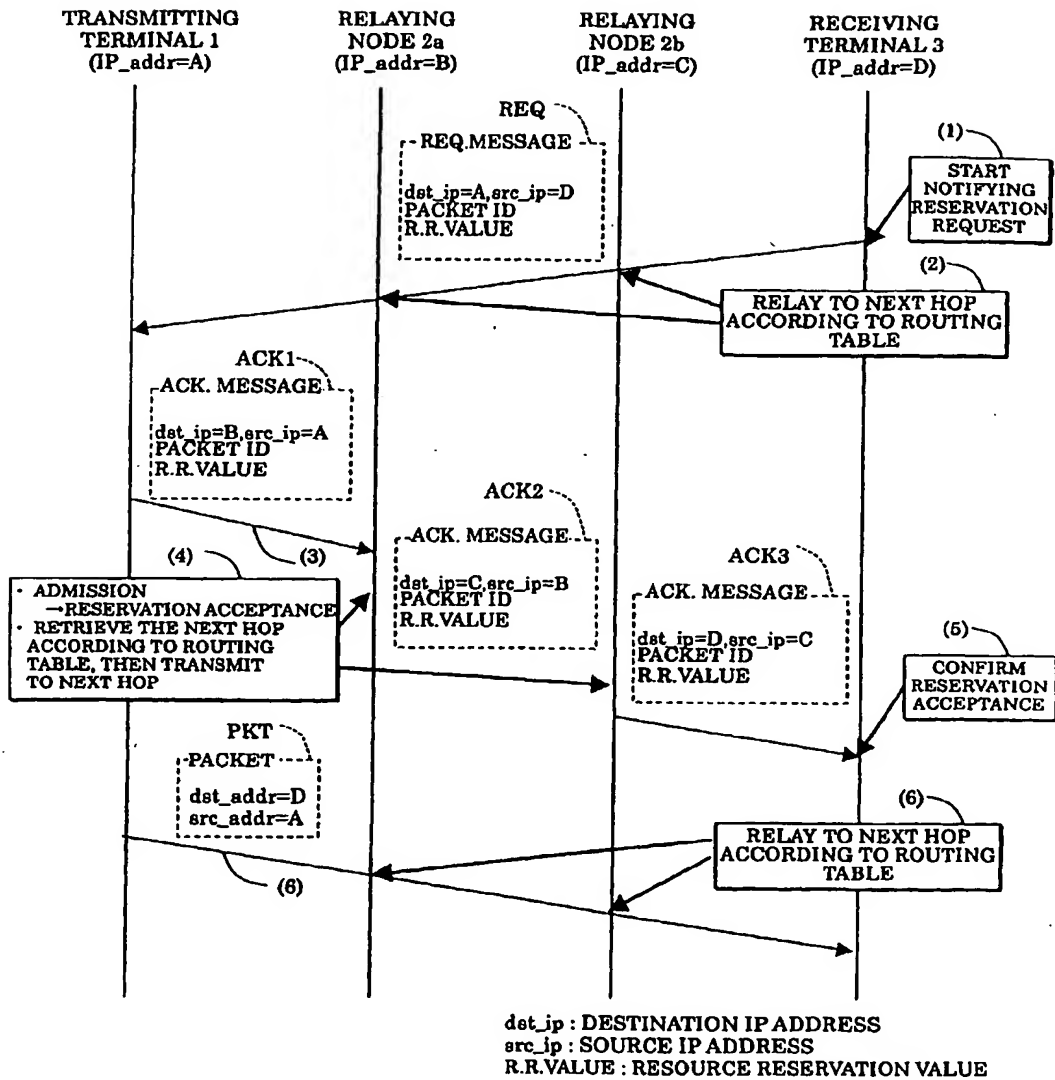 TRANSMITTING
TERMINAL 1
(IP_addr=A)
RELAYING
NODE 2a
(IP_addr=B)
RELAYING
NODE 2b
(IP_addr=C)
RECEIVING
TERMINAL 3
(IP_addr=D)
REQ
REQ.MESSAGE
dst_ip=A,src_ip=D
PACKET ID
R.R.VALUE
(1)
START
NOTIFYING
RESERVATION
REQUEST
(2)
RELAY TO NEXT HOP
ACCORDING TO ROUTING
TABLE
ACK1
ACK. MESSAGE
dst_ip=B,src_ip=A
PACKET ID
R.R.VALUE
(3)
ACK2
ACK. MESSAGE
dst_ip=C,src_ip=B
PACKET ID
R.R.VALUE
(4)
· ADMISSION
→RESERVATION ACCEPTANCE
· RETRIEVE THE NEXT HOP
ACCORDING TO ROUTING
TABLE, THEN TRANSMIT
TO NEXT HOP
ACK3
ACK. MESSAGE
dst_ip=D,src_ip=C
PACKET ID
R.R.VALUE
(5)
CONFIRM
RESERVATION
ACCEPTANCE
PKT
PACKET
dst_addr=D
src_addr=A
(6)
(6)
RELAY TO NEXT HOP
ACCORDING TO ROUTING
TABLE
dst_ip : DESTINATION IP ADDRESS
src_ip : SOURCE IP ADDRESS
R.R.VALUE : RESOURCE RESERVATION VALUE